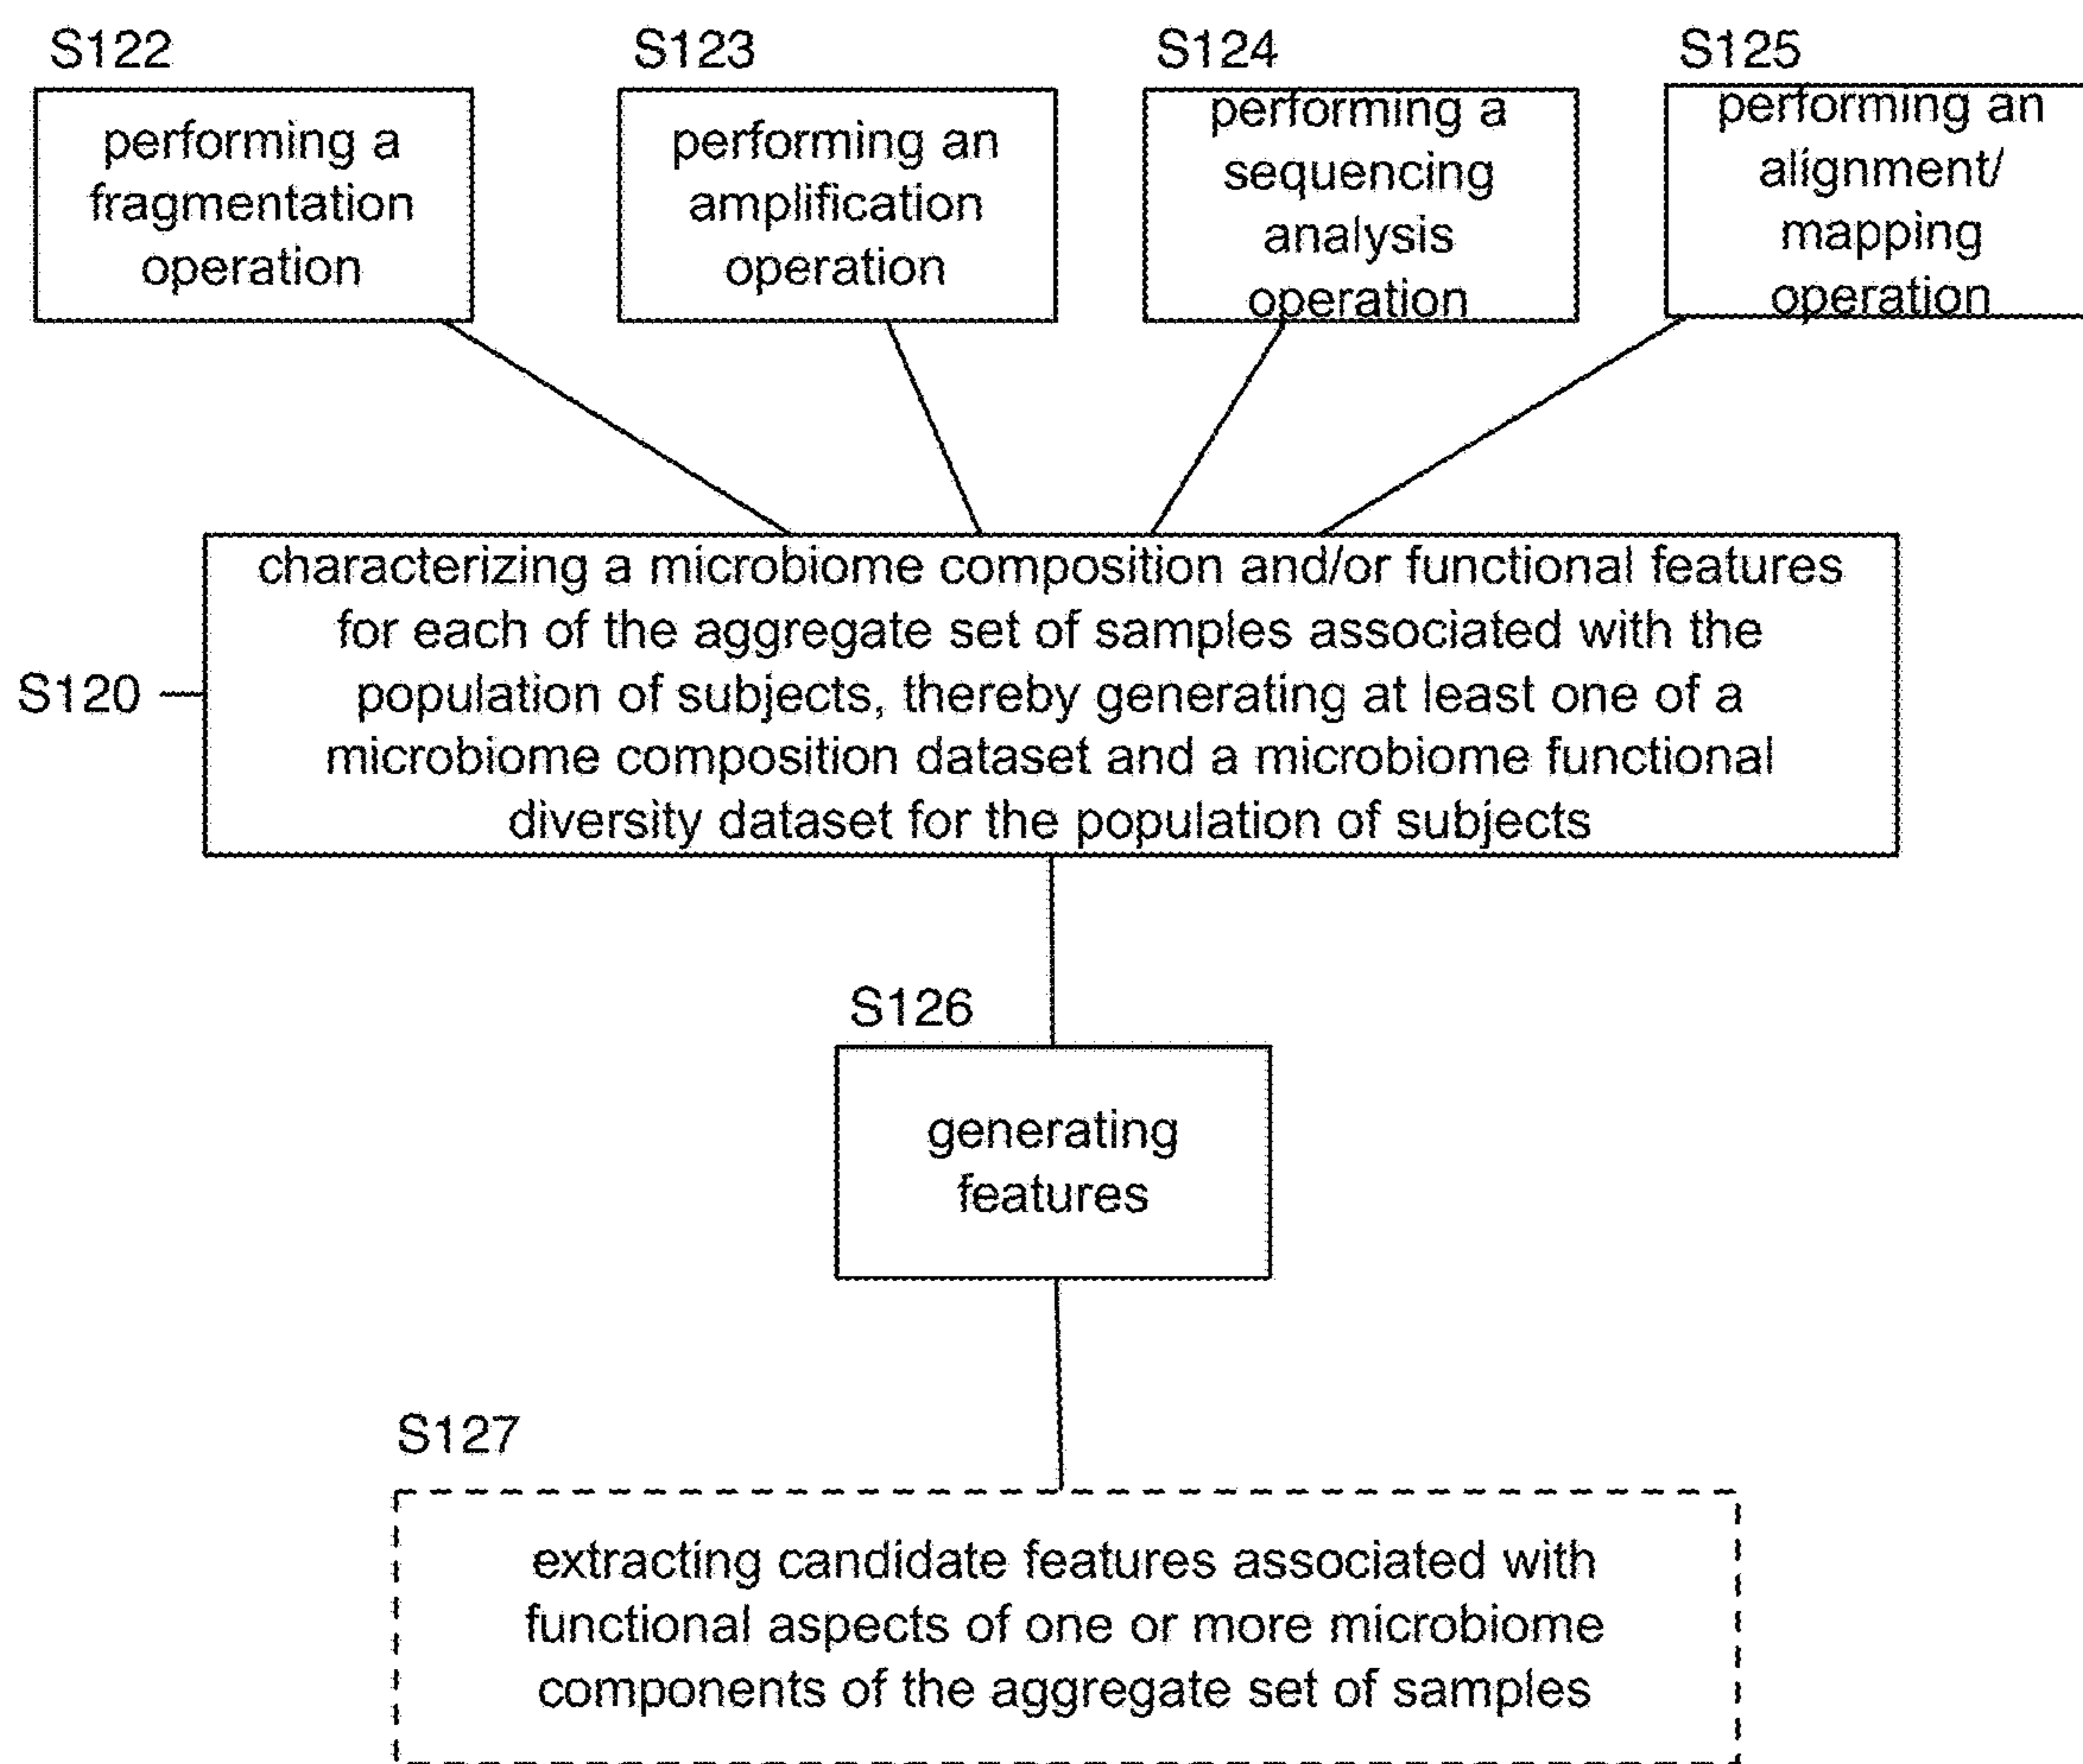 S122
performing a
fragmentation
operation
S123
performing an
amplification
operation
S124
performing a
sequencing
analysis
operation
S125
performing an
alignment/
mapping
operation
S120
characterizing a microbiome composition and/or functional features
for each of the aggregate set of samples associated with the
population of subjects, thereby generating at least one of a
microbiome composition dataset and a microbiome functional
diversity dataset for the population of subjects
S126
generating
features
S127
extracting candidate features associated with
functional aspects of one or more microbiome
components of the aggregate set of samples